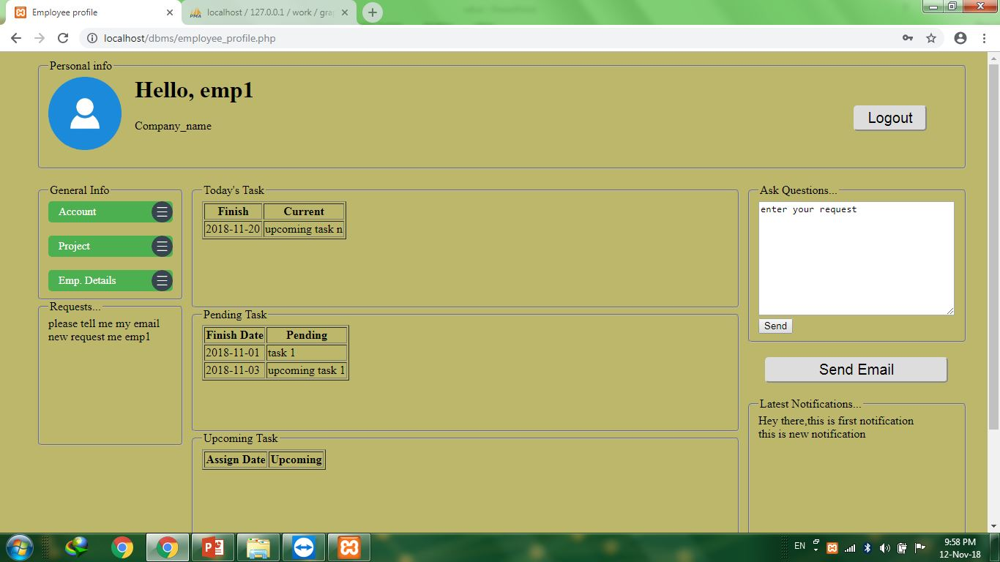 Employee profile
localhost / 127.0.0.1 / work / gra
localhost/dbms/employee_profile.php
Personal info
Hello, emp1
Company_name
Logout
General Info
Account
Project
Emp. Details
Requests...
please tell me my email
new request me emp1
Today's Task
Finish Current
2018-11-20 upcoming task n
Pending Task
Finish Date Pending
2018-11-01 task 1
2018-11-03 upcoming task 1
Upcoming Task
Assign Date Upcoming
Ask Questions...
enter your request
Send
Send Email
Latest Notifications...
Hey there,this is first notification
this is new notification
EN
9:58 PM
12-Nov-18